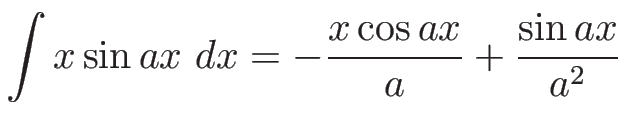 ∫ x sin ax dx = − x cos ax / a + sin ax / a²